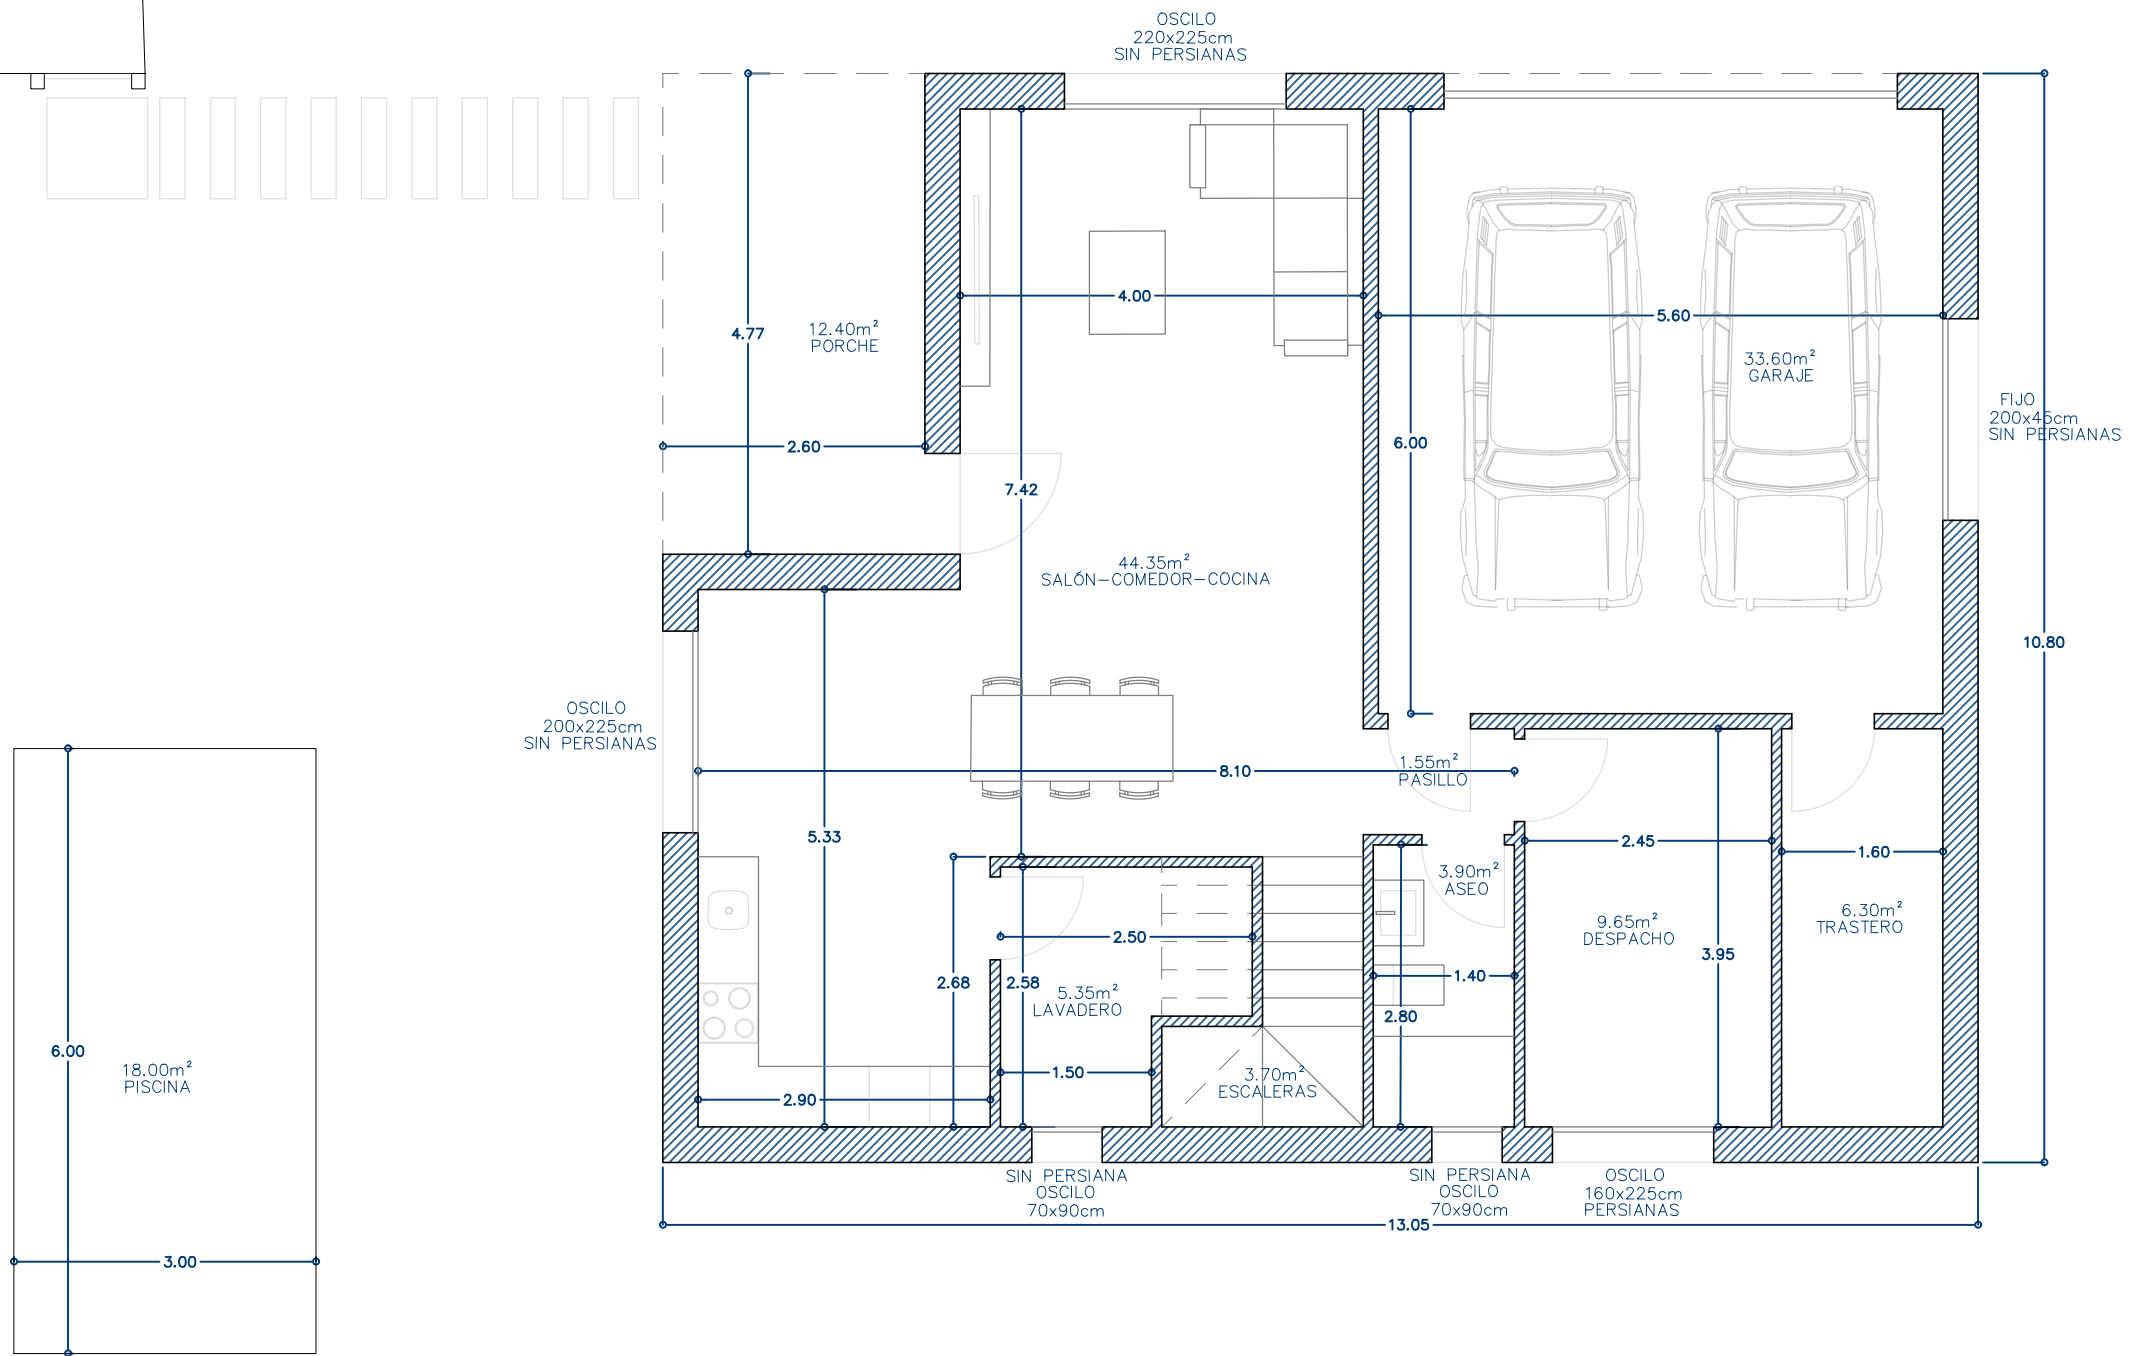 OSCILO
220x225cm
SIN PERSIANAS
4.77
12.40m²
PORCHE
2.60
4.00
7.42
5.60
6.00
33.60m²
GARAJE
FIJO
200x45cm
SIN PERSIANAS
10.80
44.35m²
SALÓN-COMEDOR-COCINA
OSCILO
200x225cm
SIN PERSIANAS
8.10
1.55m²
PASILLO
5.33
2.45
1.60
3.90m²
ASEO
9.65m²
DESPACHO
6.30m²
TRASTERO
2.50
2.68
2.58
5.35m²
LAVADERO
1.40
3.95
2.80
1.50
3.70m²
ESCALERAS
2.90
6.00
18.00m²
PISCINA
3.00
SIN PERSIANA
OSCILO
70x90cm
SIN PERSIANA
OSCILO
70x90cm
OSCILO
160x225cm
PERSIANAS
13.05